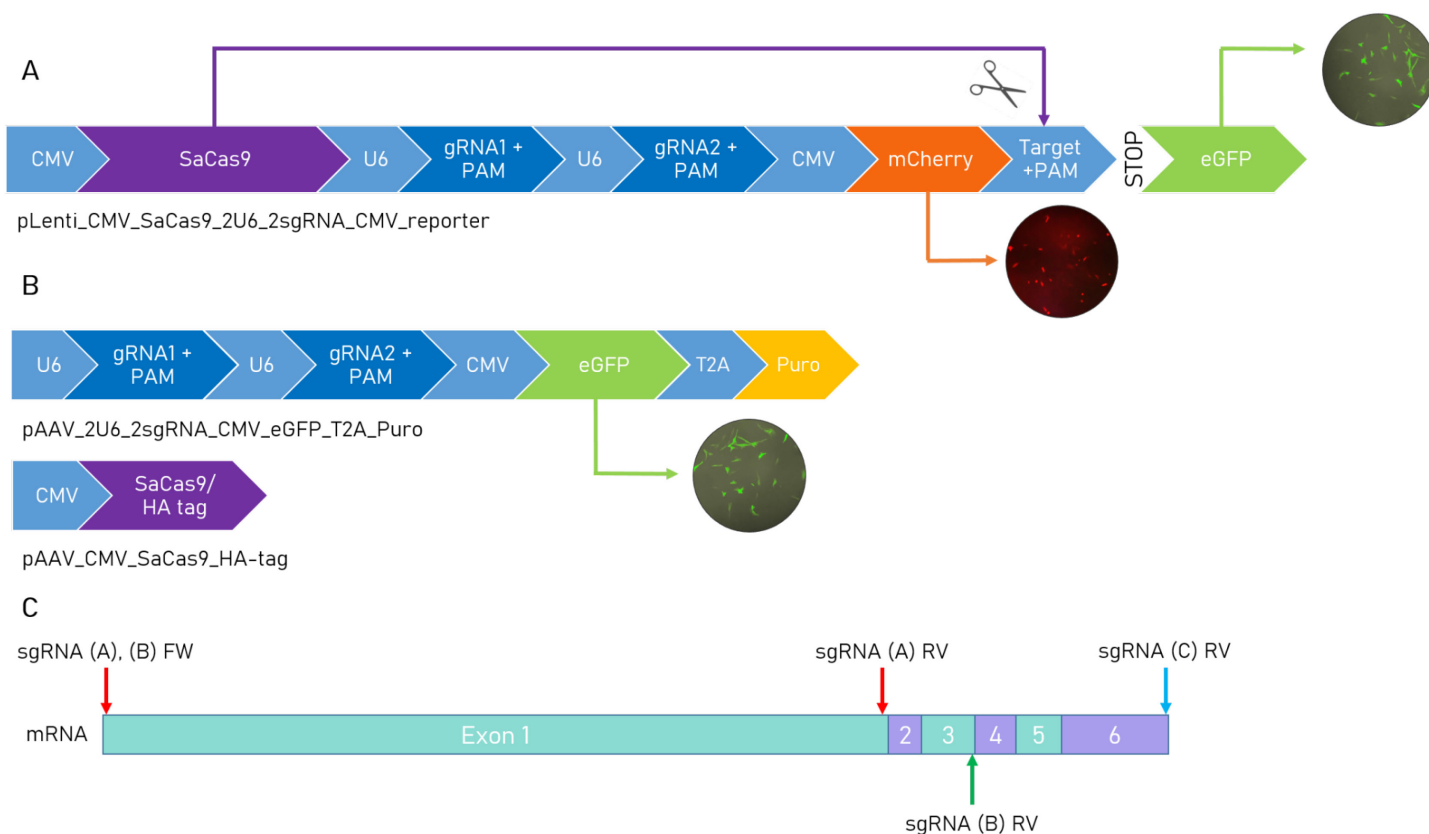 A
CMV
SaCas9
U6
gRNA1 +
PAM
U6
gRNA2 +
PAM
CMV
mCherry
Target
+PAM
STOP
eGFP
pLenti_CMV_SaCas9_2U6_2sgRNA_CMV_reporter
B
U6
gRNA1 +
PAM
U6
gRNA2 +
PAM
CMV
eGFP
T2A
Puro
pAAV_2U6_2sgRNA_CMV_eGFP_T2A_Puro
CMV
SaCas9/
HA tag
pAAV_CMV_SaCas9_HA-tag
C
sgRNA (A), (B) FW
sgRNA (A) RV
sgRNA (C) RV
mRNA
Exon 1
2
3
4
5
6
sgRNA (B) RV